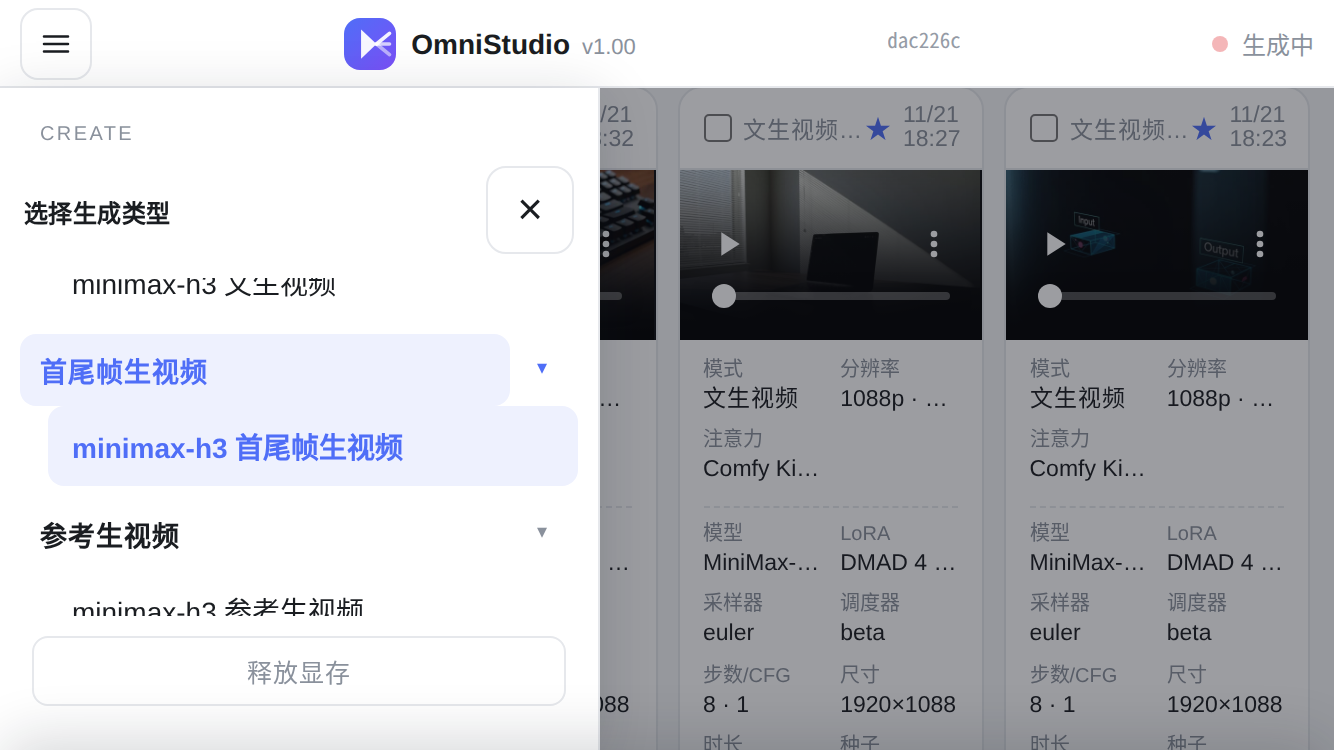 OmniStudio v1.00
dac226c
生成中
CREATE
选择生成类型
minimax-h3 文生视频
首尾帧生视频
minimax-h3 首尾帧生视频
参考生视频
minimax-h3 参考生视频
释放显存
/21
:32
…
…
088
文生视频…
11/21
18:27
模式
分辨率
文生视频
1088p · …
注意力
Comfy Ki…
模型
LoRA
MiniMax-…
DMAD 4 …
采样器
调度器
euler
beta
步数/CFG
尺寸
8 · 1
1920×1088
时长
种子
文生视频…
11/21
18:23
Input
Output
模式
分辨率
文生视频
1088p · …
注意力
Comfy Ki…
模型
LoRA
MiniMax-…
DMAD 4 …
采样器
调度器
euler
beta
步数/CFG
尺寸
8 · 1
1920×1088
时长
种子